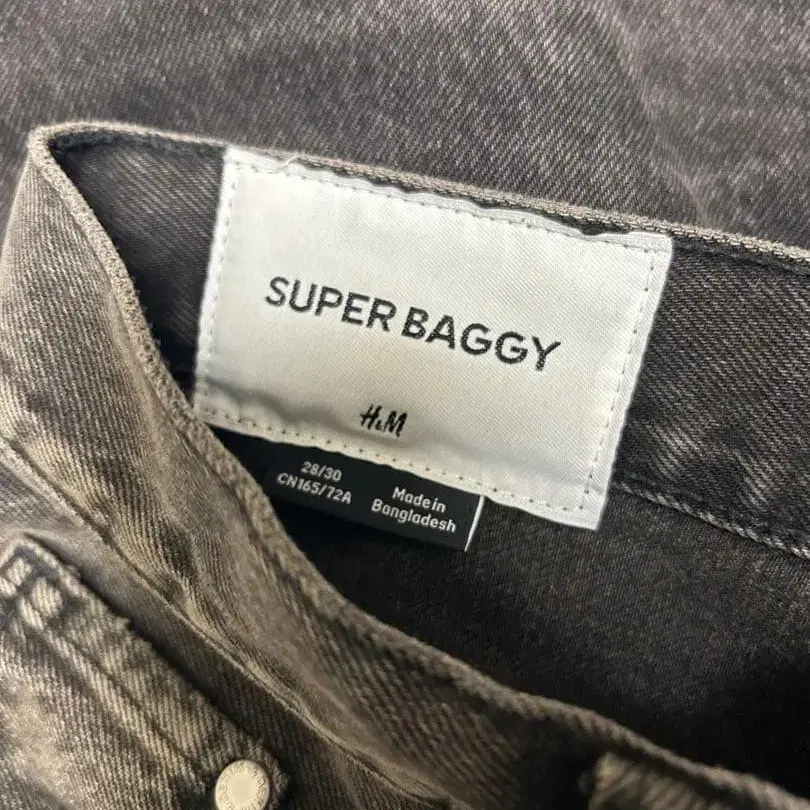 SUPER BAGGY
H&M
28/30
CN165/72A
Made in
Bangladesh